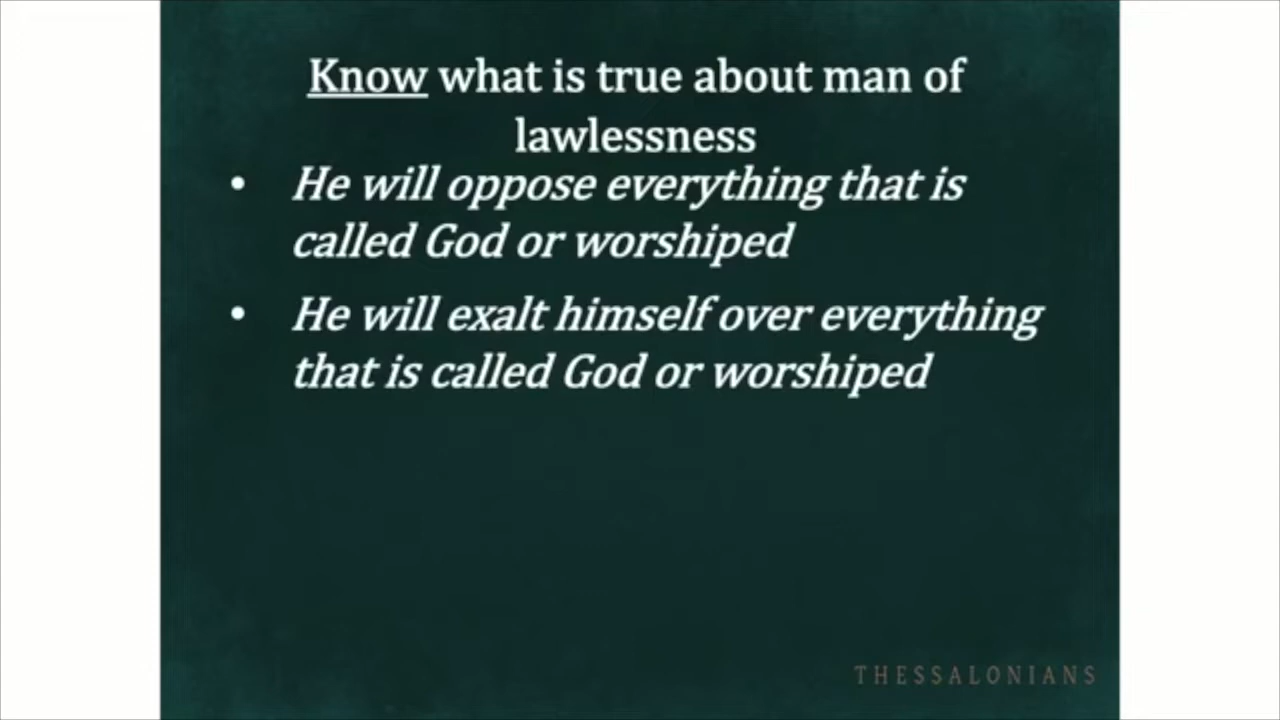 Know what is true about man of
lawlessness
• He will oppose everything that is
called God or worshiped
• He will exalt himself over everything
that is called God or worshiped
THESSALONIANS